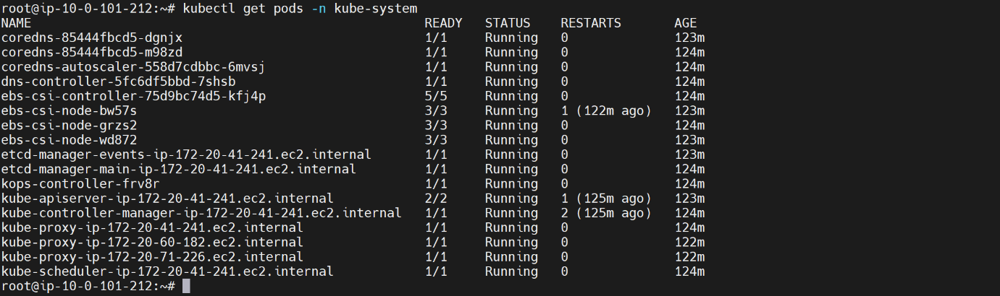 root@ip-10-0-101-212:~# kubectl get pods -n kube-system
NAME READY STATUS RESTARTS AGE
coredns-85444fbcd5-dgnjx 1/1 Running 0 123m
coredns-85444fbcd5-m98zd 1/1 Running 0 124m
coredns-autoscaler-558d7cdbbc-6mvsj 1/1 Running 0 124m
dns-controller-5fc6df5bbd-7shsb 1/1 Running 0 124m
ebs-csi-controller-75d9bc74d5-kfj4p 5/5 Running 0 124m
ebs-csi-node-bw57s 3/3 Running 1 (122m ago) 123m
ebs-csi-node-grzs2 3/3 Running 0 124m
ebs-csi-node-wd872 3/3 Running 0 123m
etcd-manager-events-ip-172-20-41-241.ec2.internal 1/1 Running 0 123m
etcd-manager-main-ip-172-20-41-241.ec2.internal 1/1 Running 0 124m
kops-controller-frv8r 1/1 Running 0 124m
kube-apiserver-ip-172-20-41-241.ec2.internal 2/2 Running 1 (125m ago) 123m
kube-controller-manager-ip-172-20-41-241.ec2.internal 1/1 Running 2 (125m ago) 124m
kube-proxy-ip-172-20-41-241.ec2.internal 1/1 Running 0 124m
kube-proxy-ip-172-20-60-182.ec2.internal 1/1 Running 0 122m
kube-proxy-ip-172-20-71-226.ec2.internal 1/1 Running 0 122m
kube-scheduler-ip-172-20-41-241.ec2.internal 1/1 Running 0 124m
root@ip-10-0-101-212:~#